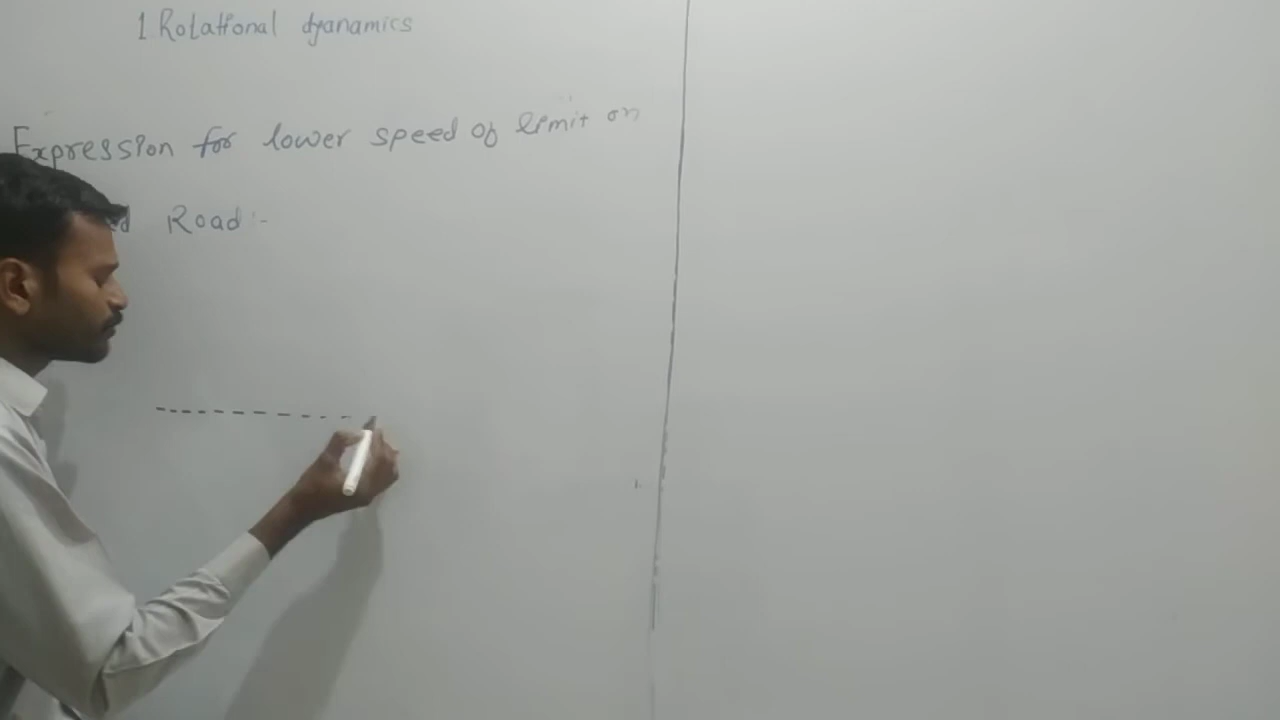 1 Rotational dyanamics
Expression for lower speed of limit on
Road :-